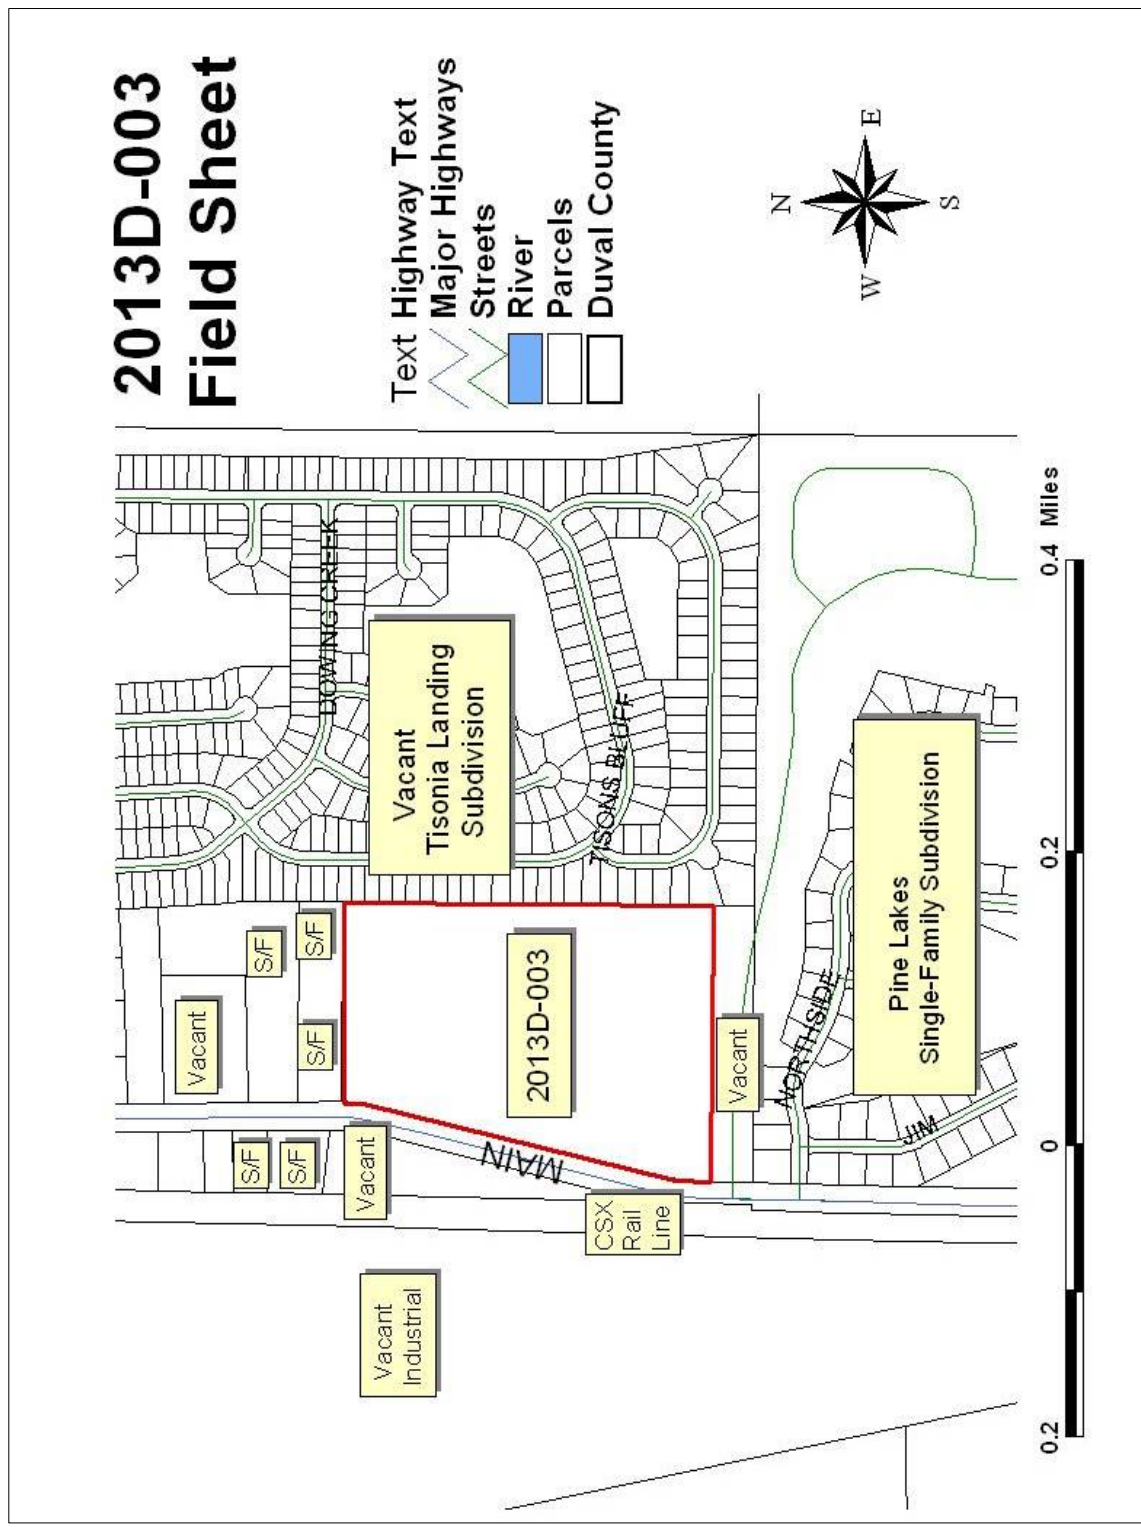 2013D-003
Field Sheet
Text Highway Text
Major Highways
Streets
River
Parcels
Duval County
N
E
S
W
Vacant
S/F
S/F
S/F
S/F
S/F
Vacant
Vacant
Industrial
MAIN
CSX
Rail
Line
2013D-003
DOWING CREEK
Vacant
Tisonia Landing
Subdivision
TISONS BLUFF
Vacant
NORTHSIDE
JIM
Pine Lakes
Single-Family Subdivision
0.2
0
0.2
0.4 Miles